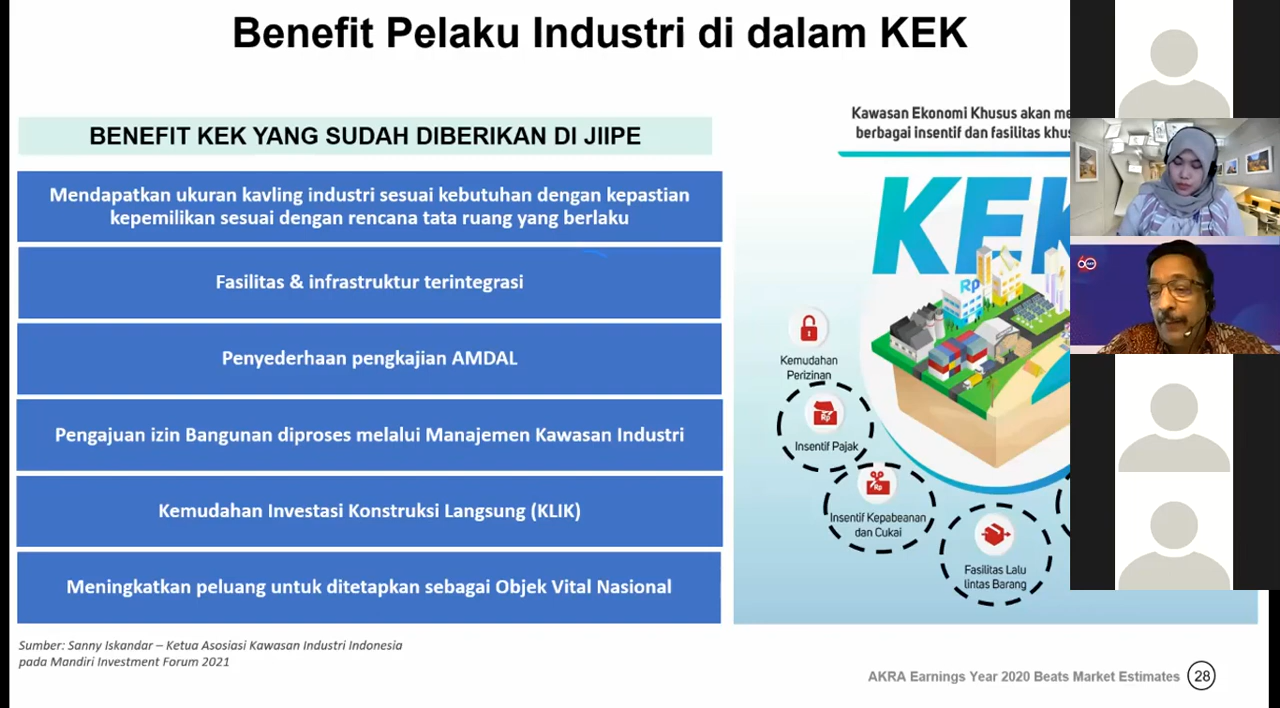 Benefit Pelaku Industri di dalam KEK
BENEFIT KEK YANG SUDAH DIBERIKAN DI JIIPE
Mendapatkan ukuran kavling industri sesuai kebutuhan dengan kepastian
kepemilikan sesuai dengan rencana tata ruang yang berlaku
Fasilitas & infrastruktur terintegrasi
Penyederhaan pengkajian AMDAL
Pengajuan izin Bangunan diproses melalui Manajemen Kawasan Industri
Kemudahan Investasi Konstruksi Langsung (KLIK)
Meningkatkan peluang untuk ditetapkan sebagai Objek Vital Nasional
Sumber: Sanny Iskandar – Ketua Asosiasi Kawasan Industri Indonesia
pada Mandiri Investment Forum 2021
Kawasan Ekonomi Khusus akan
berbagai insentif dan fasilitas
KEK
Rp
Kemudahan
Perizinan
Rp
Insentif Pajak
Rp
Insentif Kepabeanan
dan Cukai
Fasilitas Lalu
lintas Barang
AKRA Earnings Year 2020 Beats Market Estimates 28